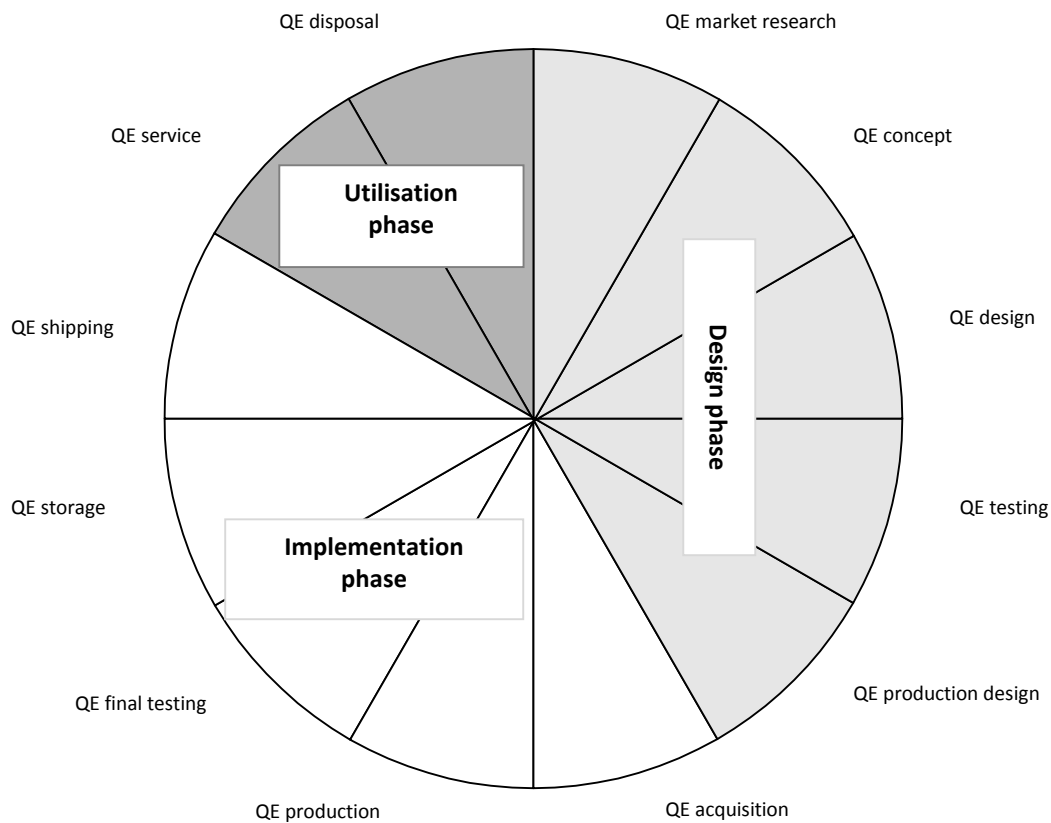 QE disposal
QE market research
QE service
QE concept
Utilisation
phase
QE shipping
QE design
Design phase
QE storage
QE testing
Implementation
phase
QE final testing
QE production design
QE production
QE acquisition